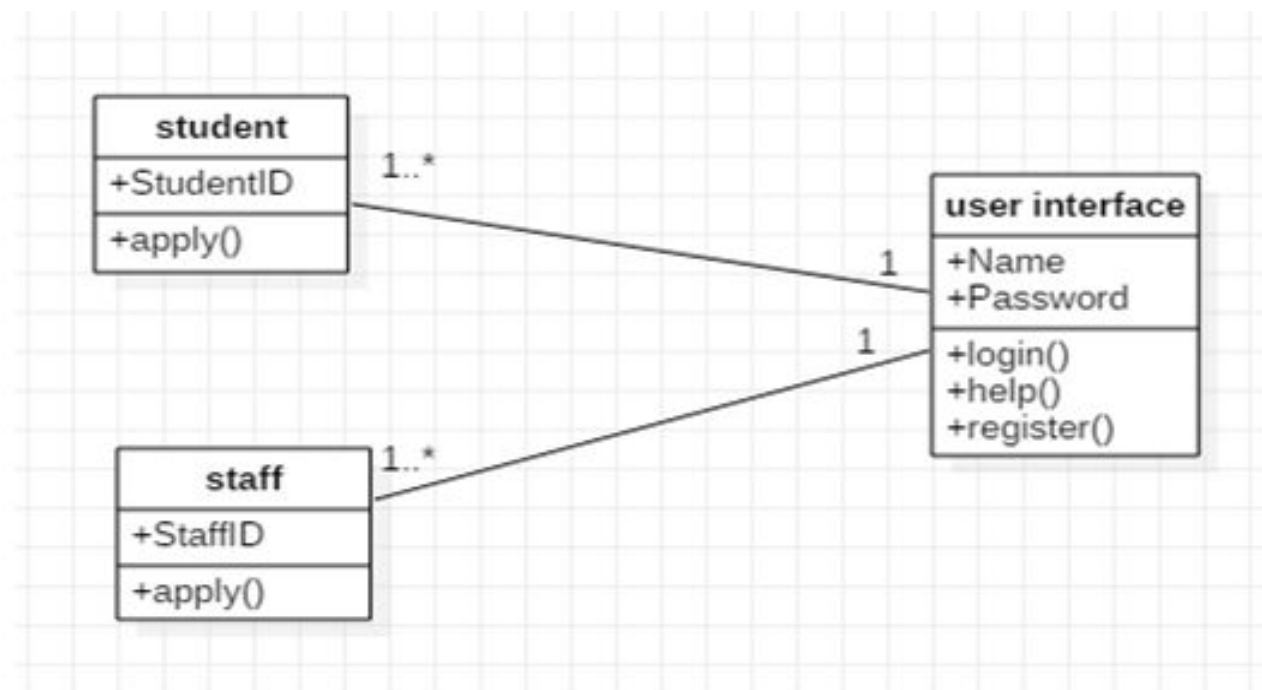 student
+StudentID
+apply()
1..*
1
user interface
+Name
+Password
+login()
+help()
+register()
1
1..*
staff
+StaffID
+apply()